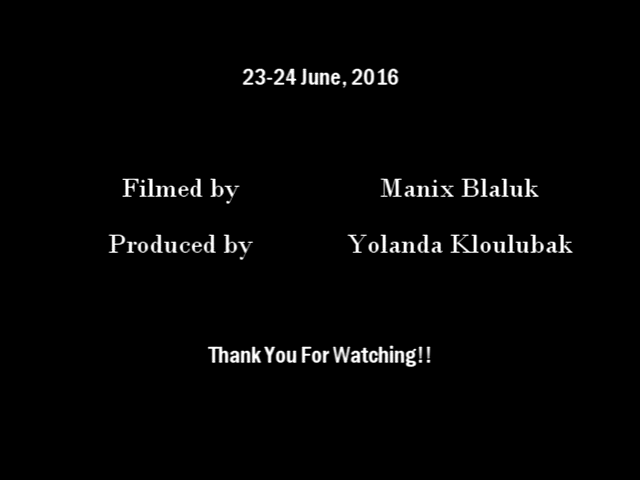 23-24 June, 2016
Filmed by Manix Blaluk
Produced by Yolanda Kloulubak
Thank You For Watching!!